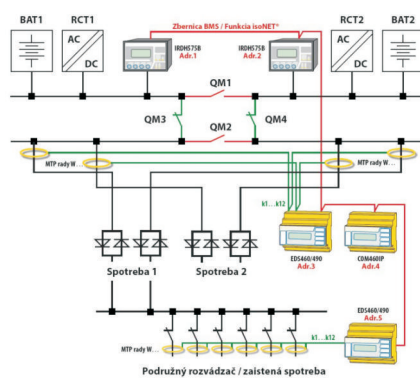 BAT1
RCT1
Zbernica BMS / Funkcia isoNET*
RCT2
BAT2
AC
DC
IRDH575B
Adr.1
IRDH575B
Adr.2
AC
DC
QM1
QM3
QM4
QM2
MTP rady W...
MTP rady W...
k1...k12
EDS460/490
Adr.3
COM460IP
Adr.4
Spotreba 1
Spotreba 2
EDS460/490
Adr.5
k1...k12
MTP rady W...
Podružný rozvádzač / zaistená spotreba